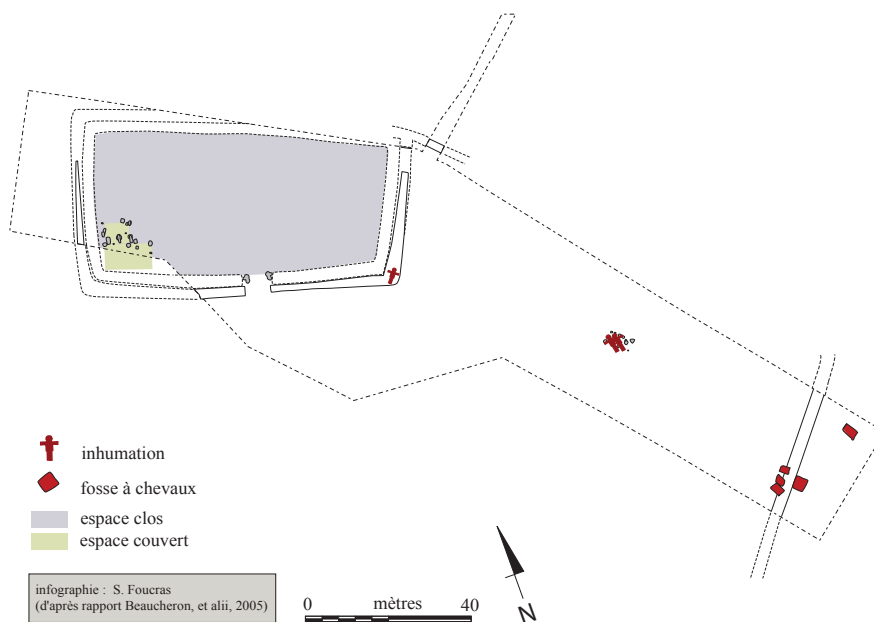 inhumation
fosse à chevaux
espace clos
espace couvert
infographie : S. Foucras
(d'après rapport Beaucheron, et alii, 2005)
0 mètres 40
N